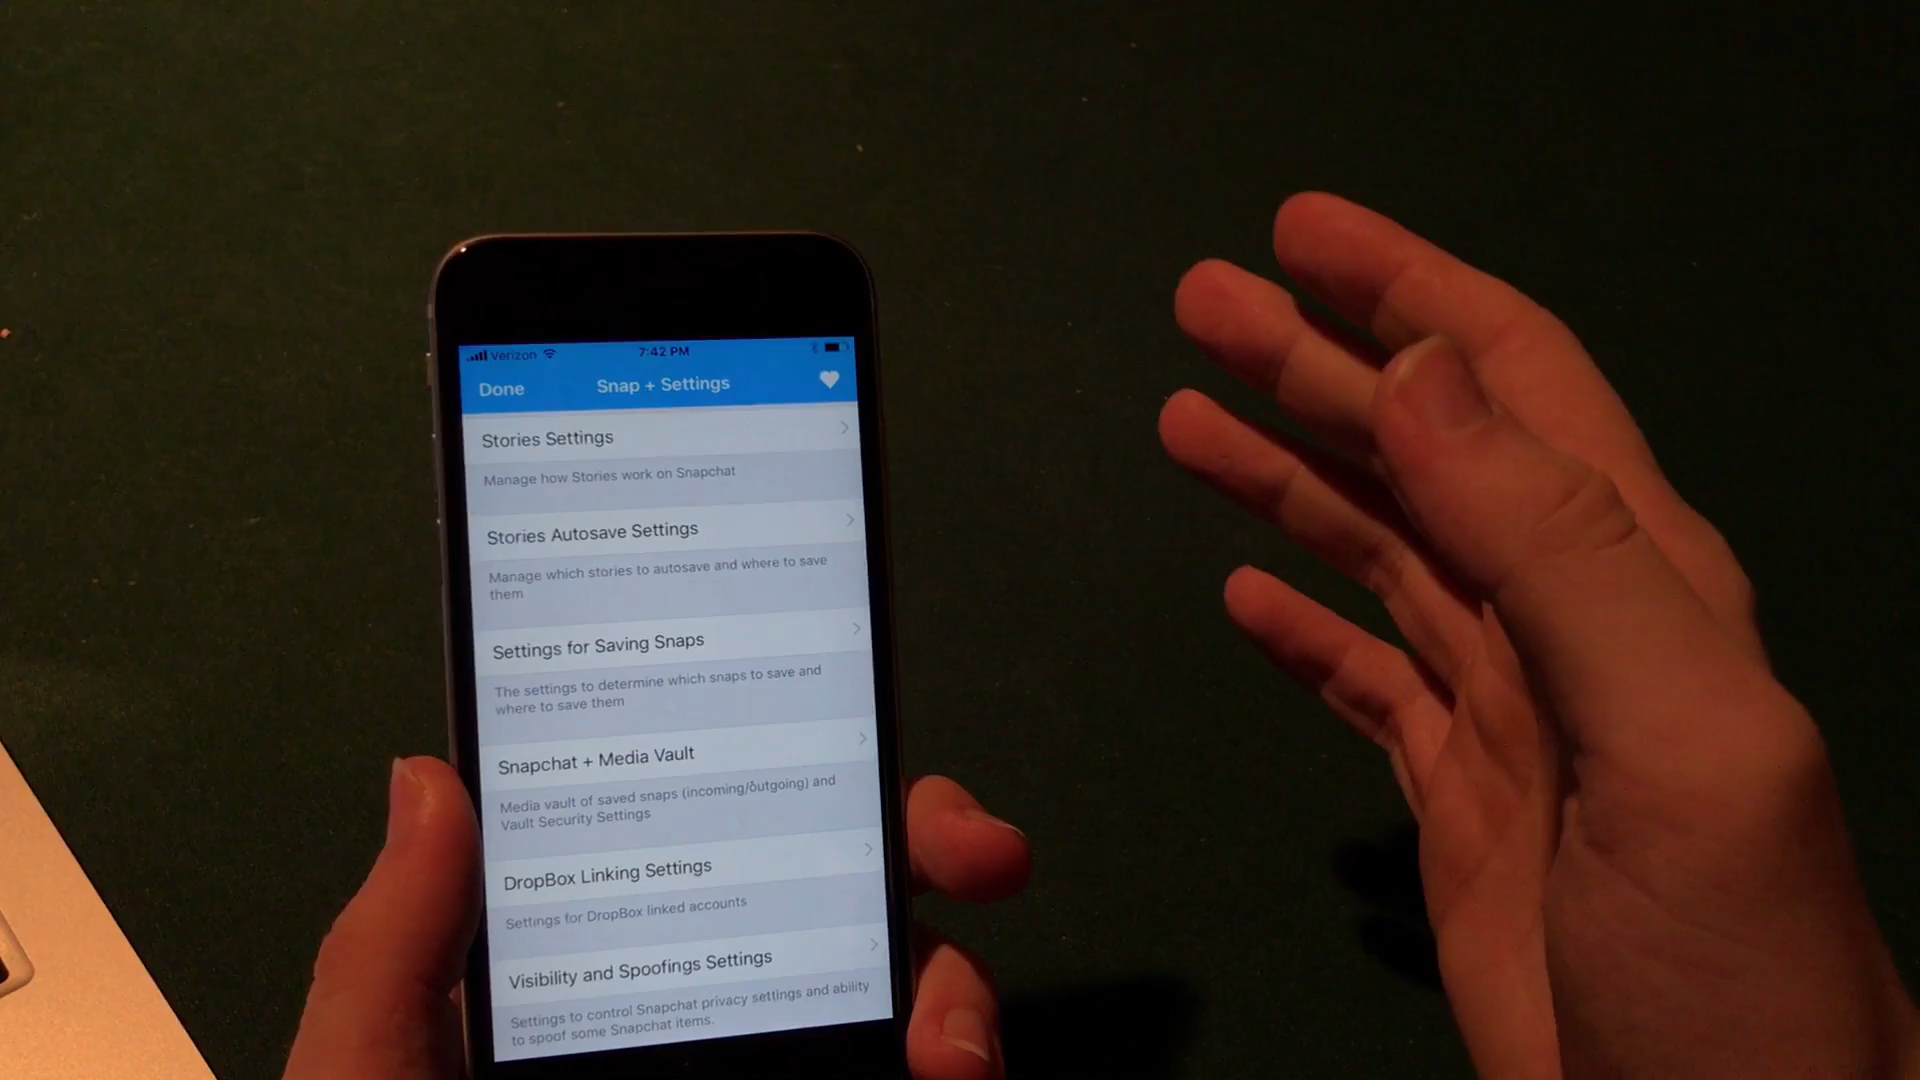 Verizon 7:42 PM
Done Snap + Settings
Stories Settings
Manage how Stories work on Snapchat
Stories Autosave Settings
Manage which stories to autosave and where to save
them
Settings for Saving Snaps
The settings to determine which snaps to save and
where to save them
Snapchat + Media Vault
Media vault of saved snaps (incoming/outgoing) and
Vault Security Settings
DropBox Linking Settings
Settings for DropBox linked accounts
Visibility and Spoofings Settings
Settings to control Snapchat privacy settings and ability
to spoof some Snapchat items.